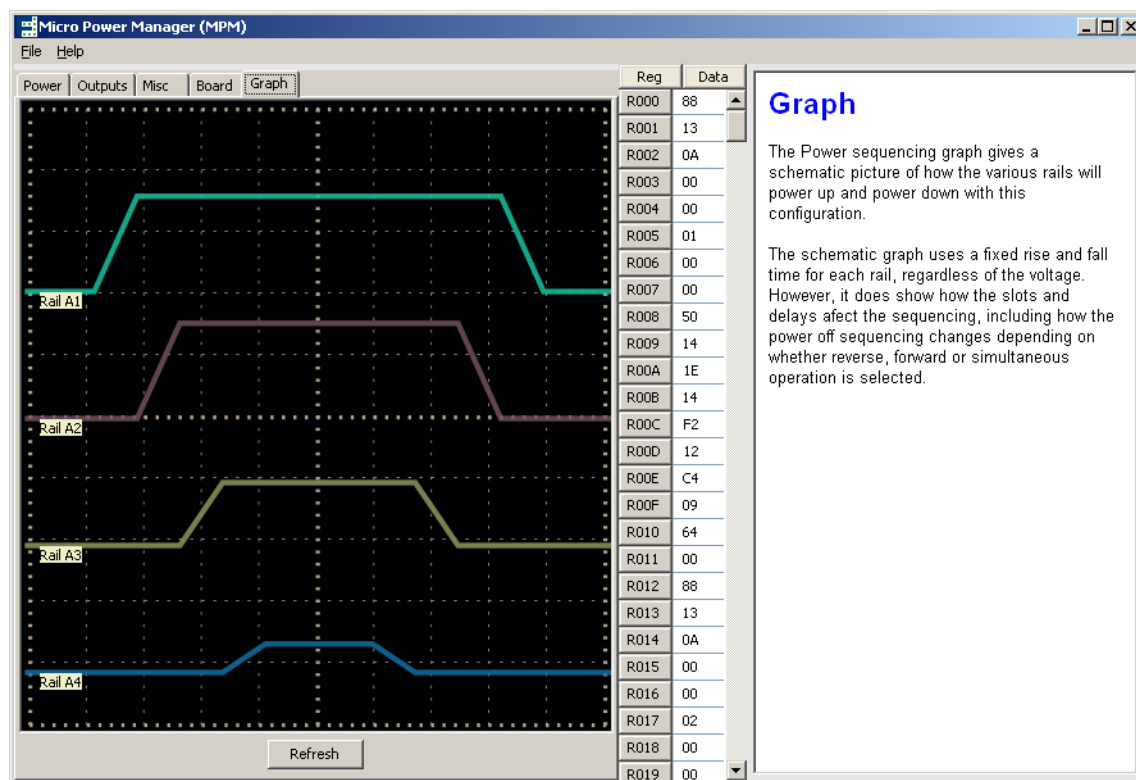 Micro Power Manager (MPM)
File Help
Power Outputs Misc Board Graph
Rail A1
Rail A2
Rail A3
Rail A4
Refresh
Reg Data
R000 88
R001 13
R002 0A
R003 00
R004 00
R005 01
R006 00
R007 00
R008 50
R009 14
R00A 1E
R00B 14
R00C F2
R00D 12
R00E C4
R00F 09
R010 64
R011 00
R012 88
R013 13
R014 0A
R015 00
R016 00
R017 02
R018 00
R019 00
Graph
The Power sequencing graph gives a
schematic picture of how the various rails will
power up and power down with this
configuration.
The schematic graph uses a fixed rise and fall
time for each rail, regardless of the voltage.
However, it does show how the slots and
delays afect the sequencing, including how the
power off sequencing changes depending on
whether reverse, forward or simultaneous
operation is selected.